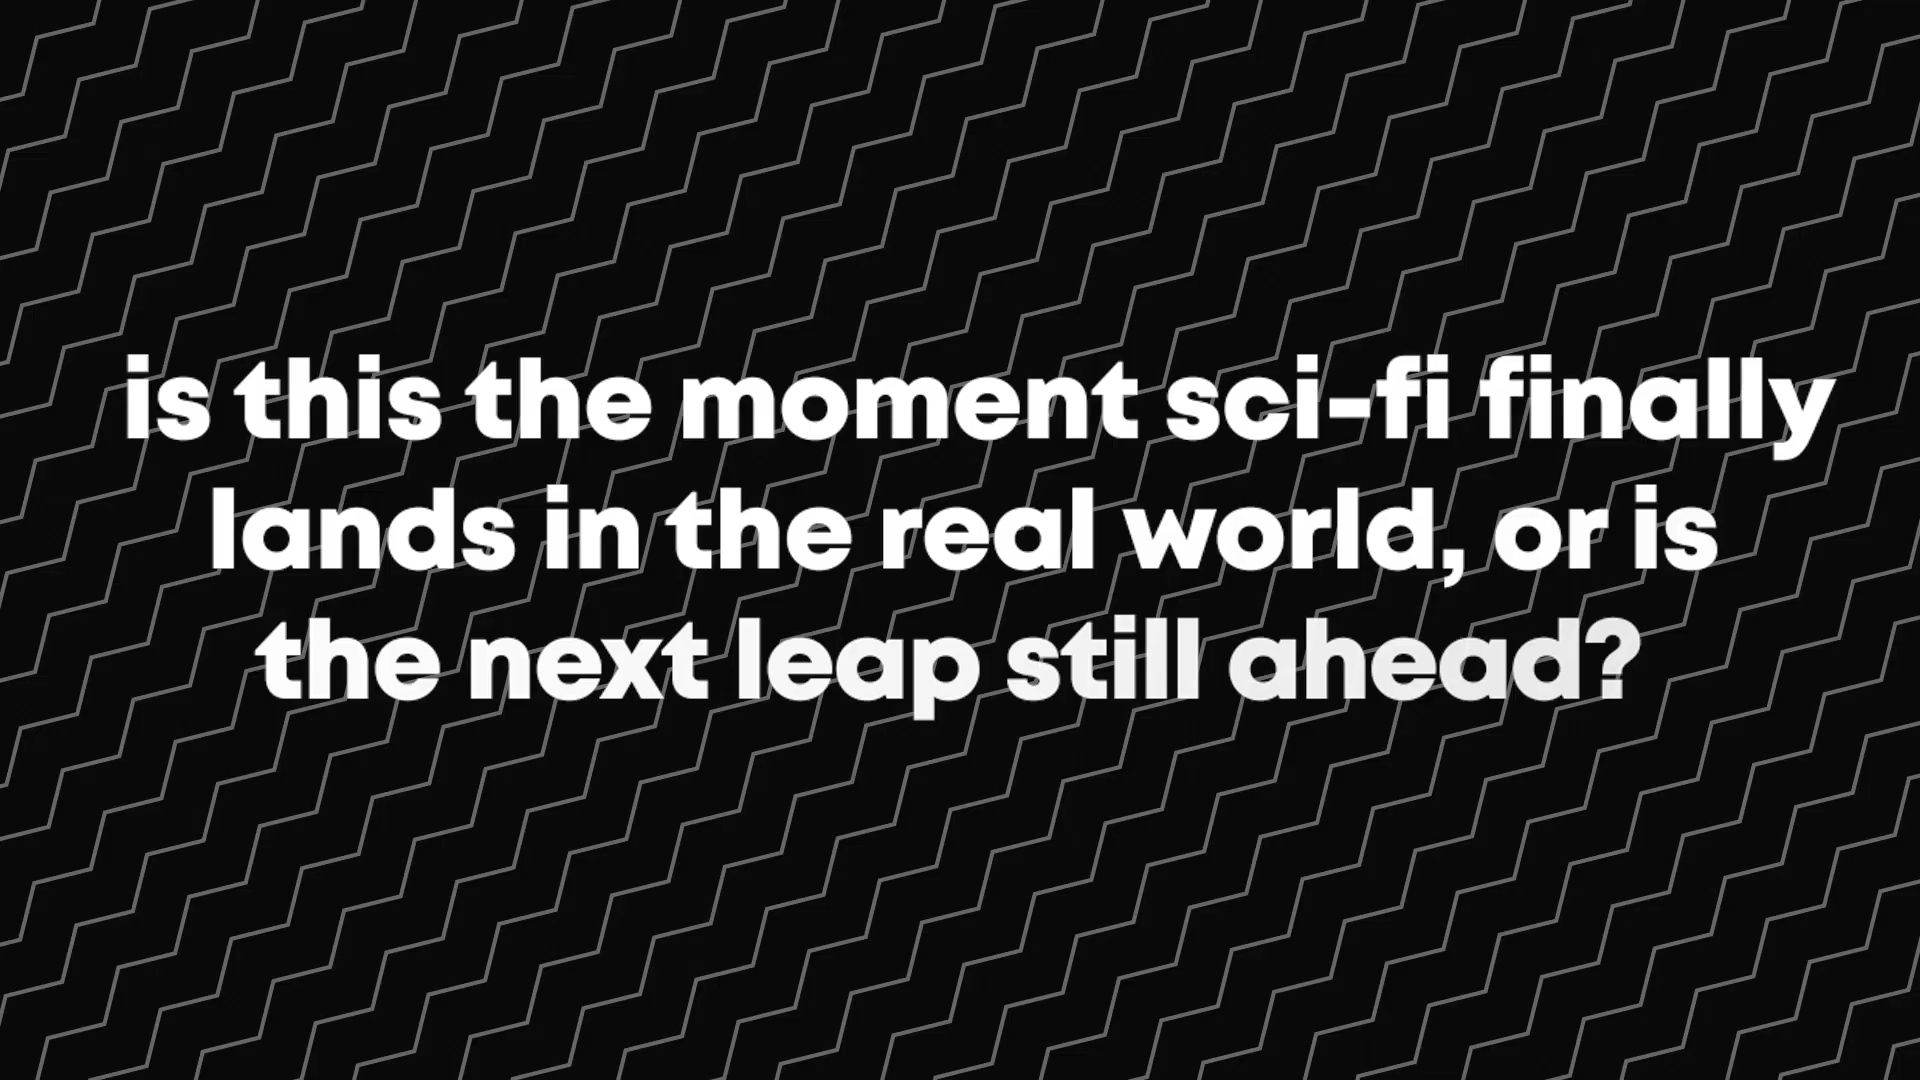 is this the moment sci-fi finally
lands in the real world, or is
the next leap still ahead?